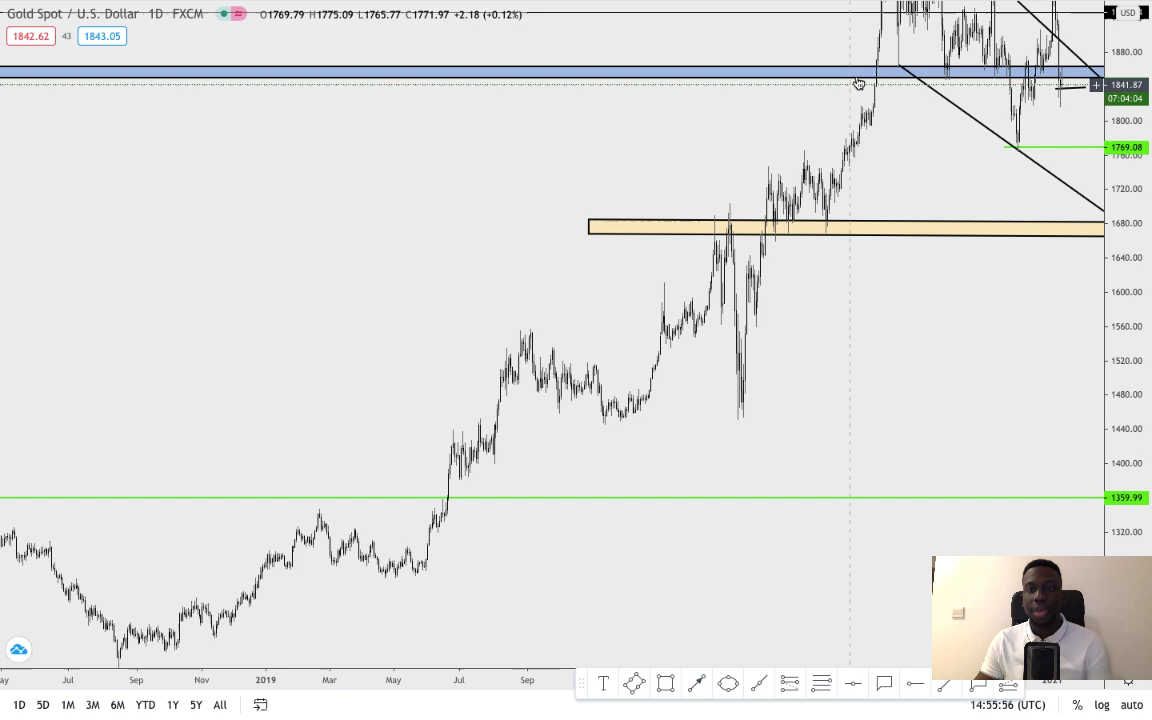 Gold Spot / U.S. Dollar · 1D · FXCM O1769.79 H1775.09 L1765.77 C1771.97 +2.18 (+0.12%)
1842.62 43 1843.05
USD
1880.00
1841.87
07:04:04
1800.00
1769.08
1760.00
1720.00
1680.00
1640.00
1600.00
1560.00
1520.00
1480.00
1440.00
1400.00
1359.99
1320.00
ay Jul Sep Nov 2019 Mar May Jul Sep 2021
T
1D 5D 1M 3M 6M YTD 1Y 5Y All 14:55:56 (UTC) % log auto